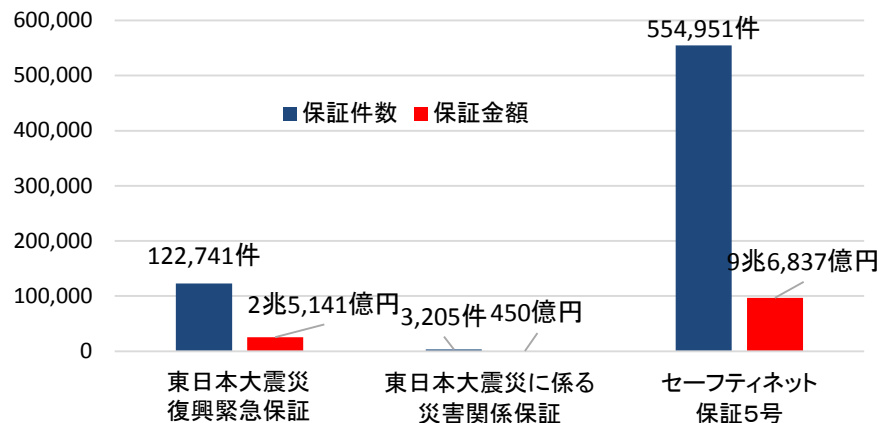 600,000
500,000
400,000
300,000
200,000
100,000
0
554,951件
■保証件数 ■保証金額
122,741件
2兆5,141億円
3,205件
450億円
9兆6,837億円
東日本大震災
復興緊急保証
東日本大震災に係る
災害関係保証
セーフティネット
保証5号